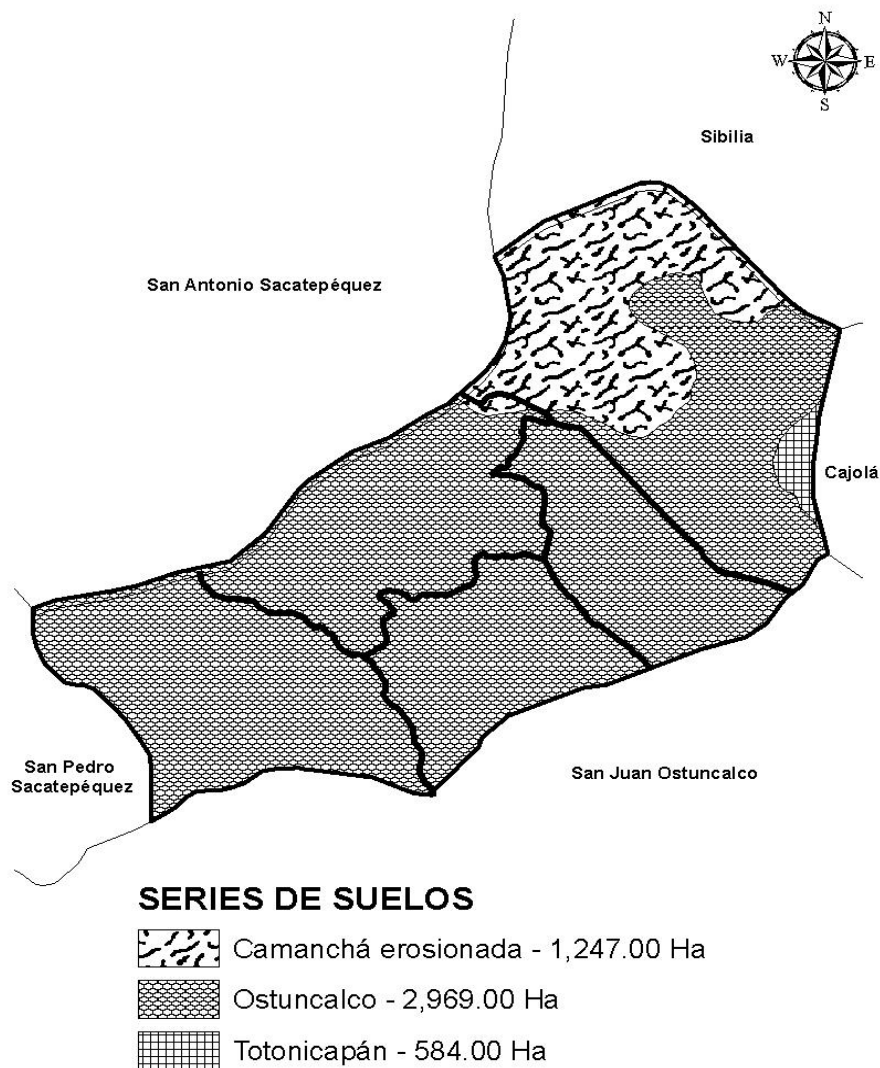 N
W E
S
Sibilia
San Antonio Sacatepéquez
Cajolá
San Pedro
Sacatepéquez
San Juan Ostuncalco
SERIES DE SUELOS
Camanchá erosionada - 1,247.00 Ha
Ostuncalco - 2,969.00 Ha
Totonicapán - 584.00 Ha